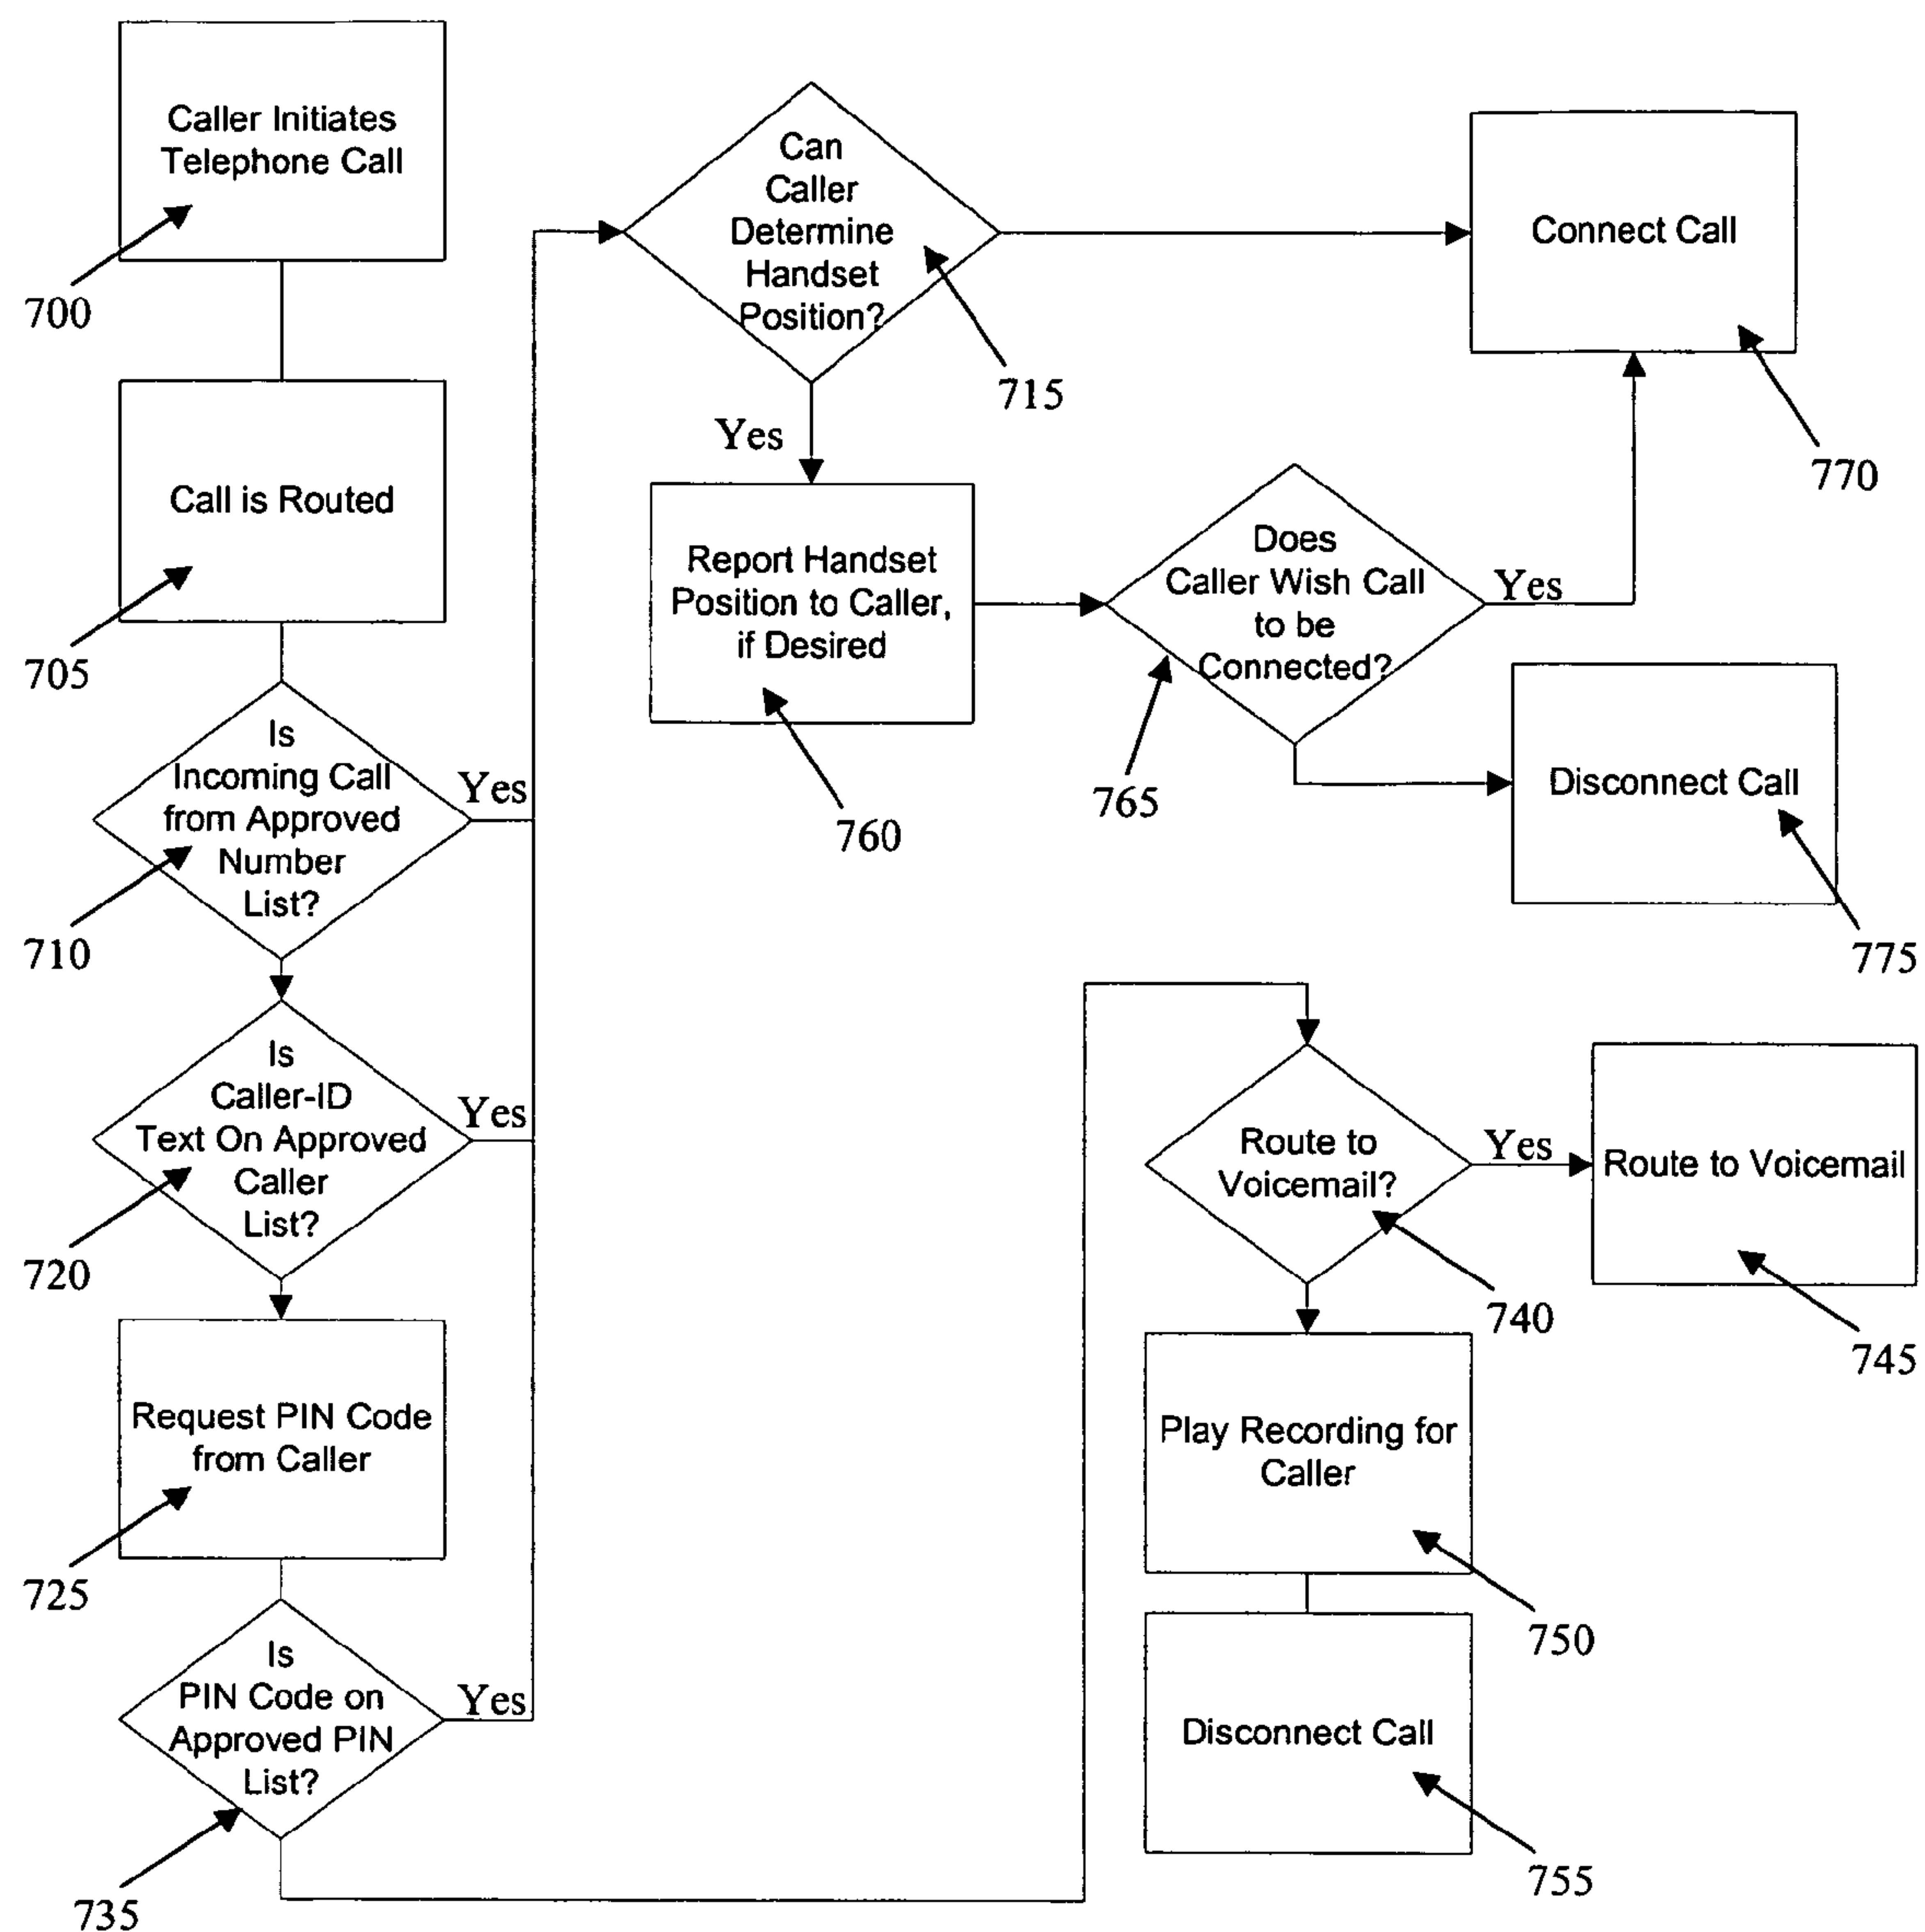 Caller Initiates
Telephone Call
700
Call is Routed
705
Is
Incoming Call
from Approved
Number
List?
Yes
710
Is
Caller-ID
Text On Approved
Caller
List?
Yes
720
Request PIN Code
from Caller
725
Is
PIN Code on
Approved PIN
List?
Yes
735
Can
Caller
Determine
Handset
Position?
715
Yes
Connect Call
770
Report Handset
Position to Caller,
if Desired
760
Does
Caller Wish Call
to be
Connected?
Yes
765
Disconnect Call
775
Route to
Voicemail?
Yes
740
Route to Voicemail
745
Play Recording for
Caller
750
Disconnect Call
755